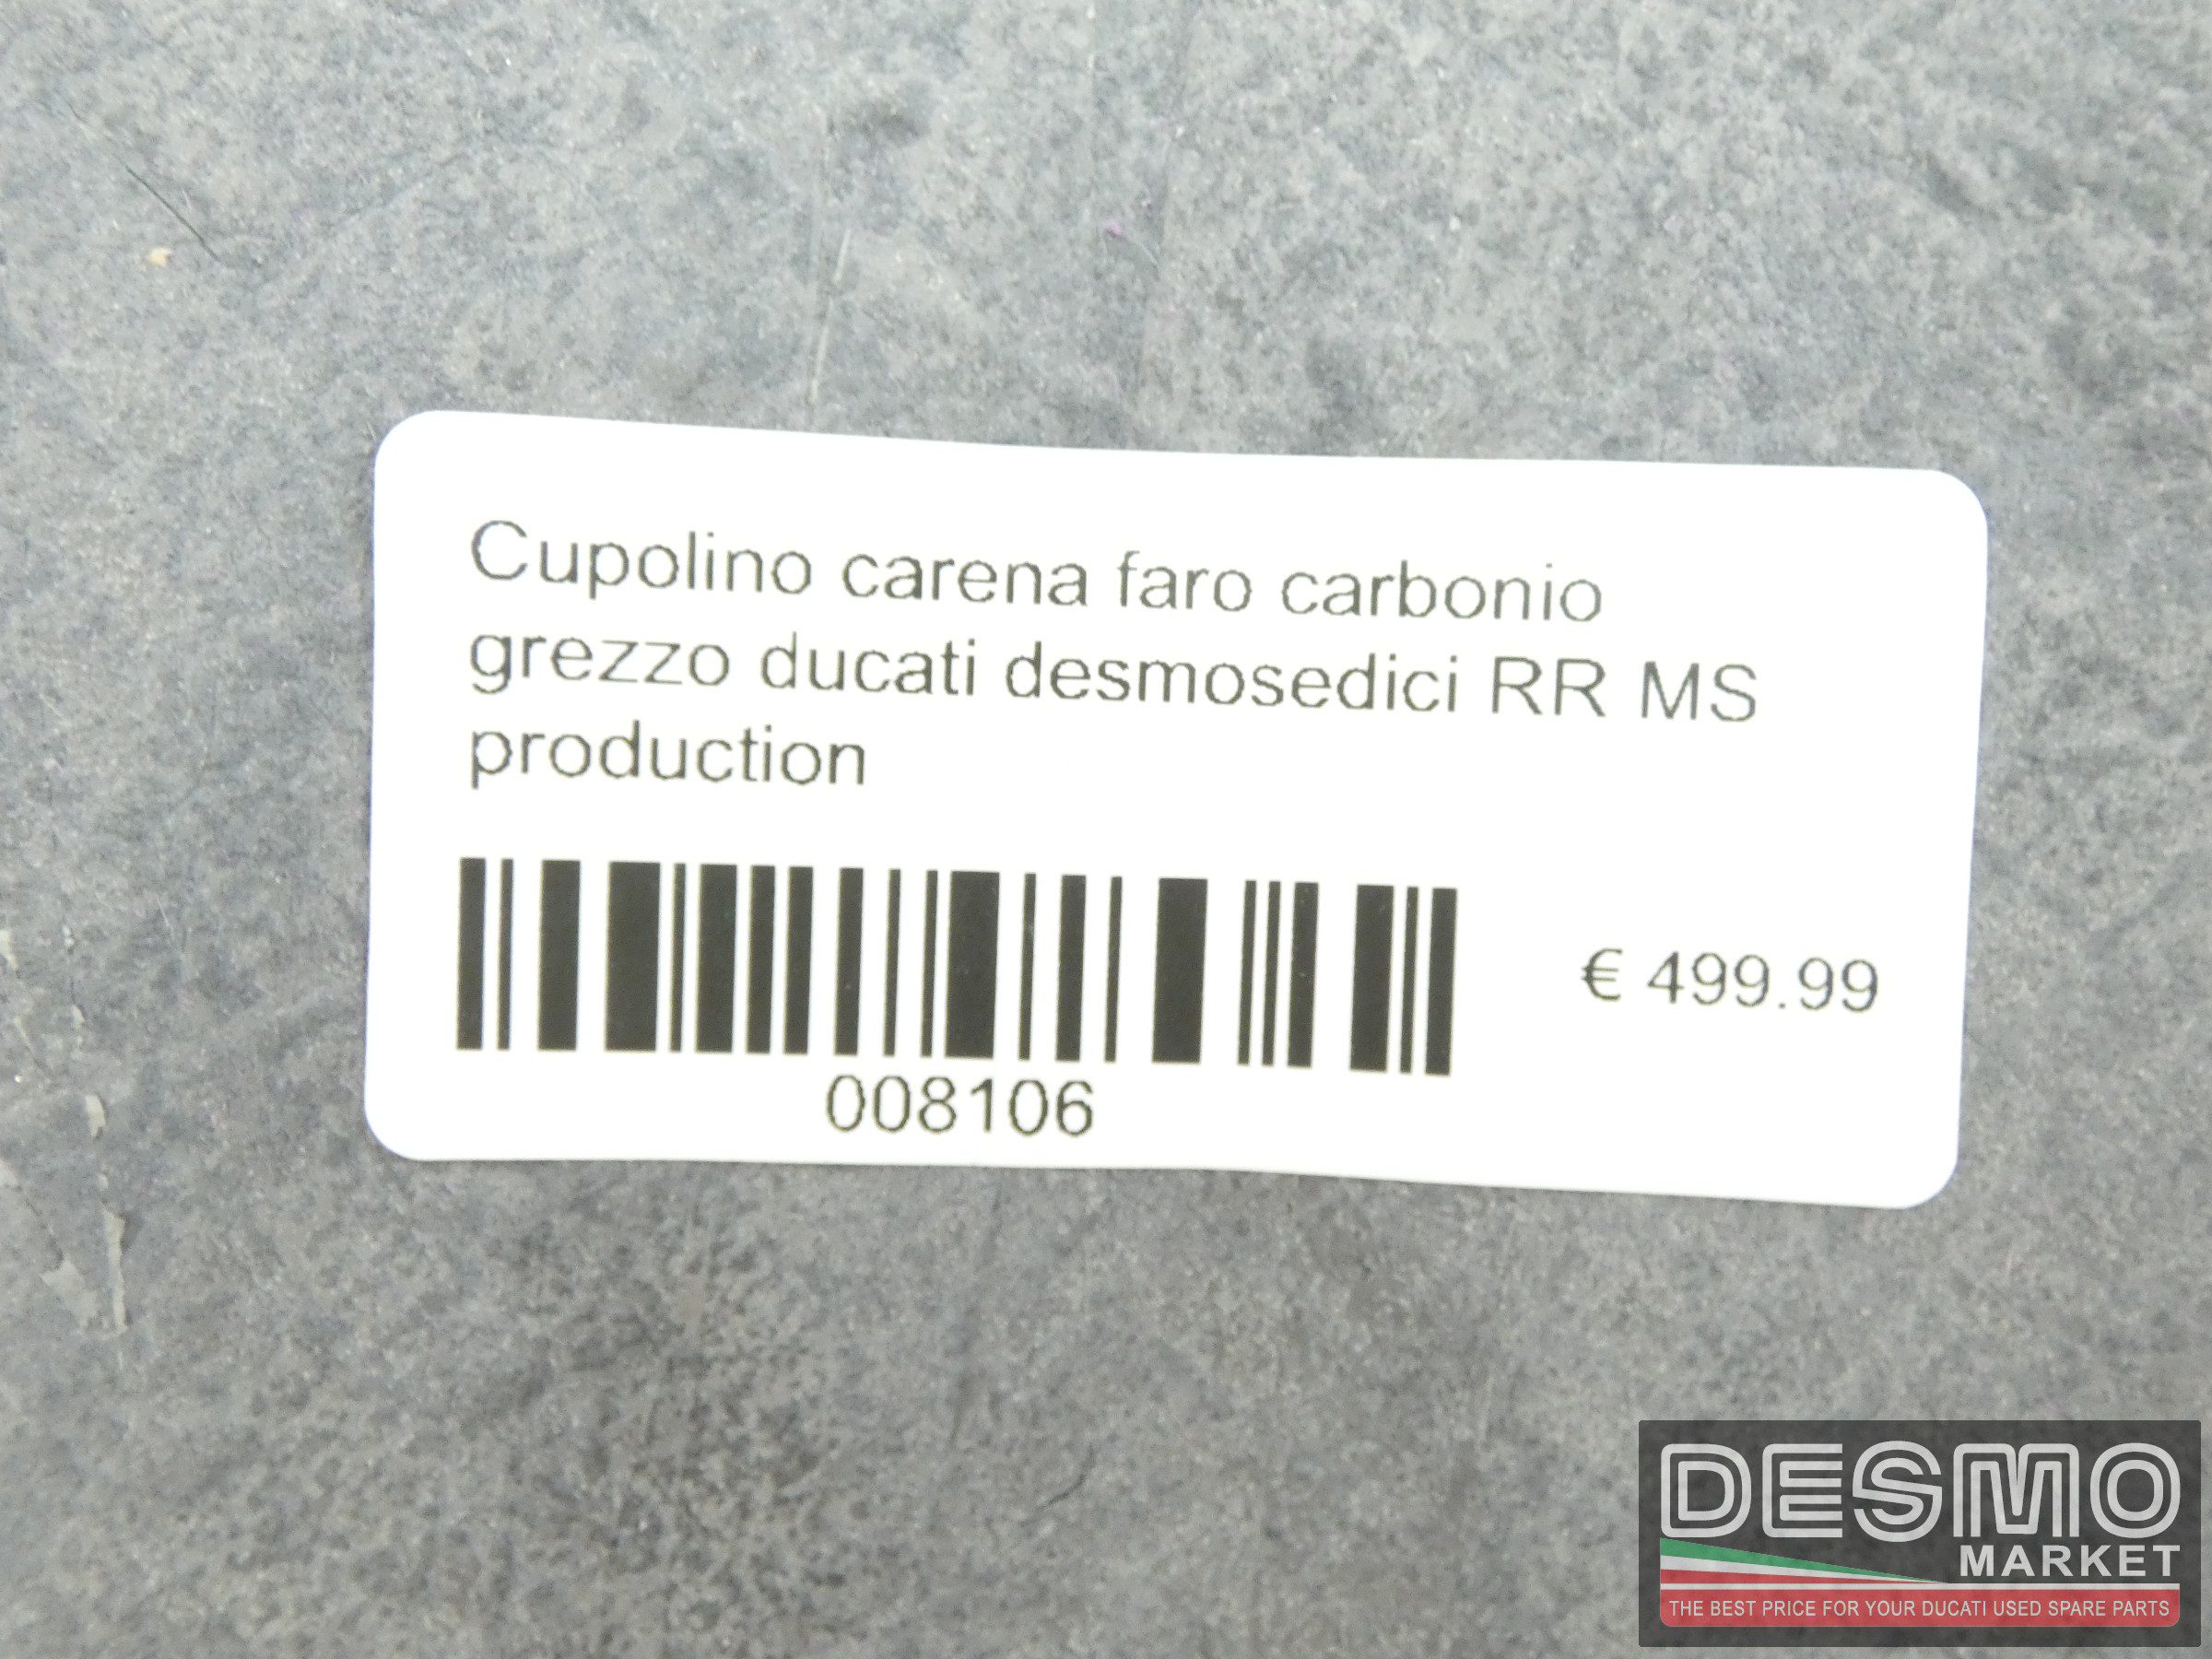 Cupolino carena faro carbonio
grezzo ducati desmosedici RR MS
production
€ 499.99
008106
DESMO
MARKET
THE BEST PRICE FOR YOUR DUCATI USED SPARE PARTS